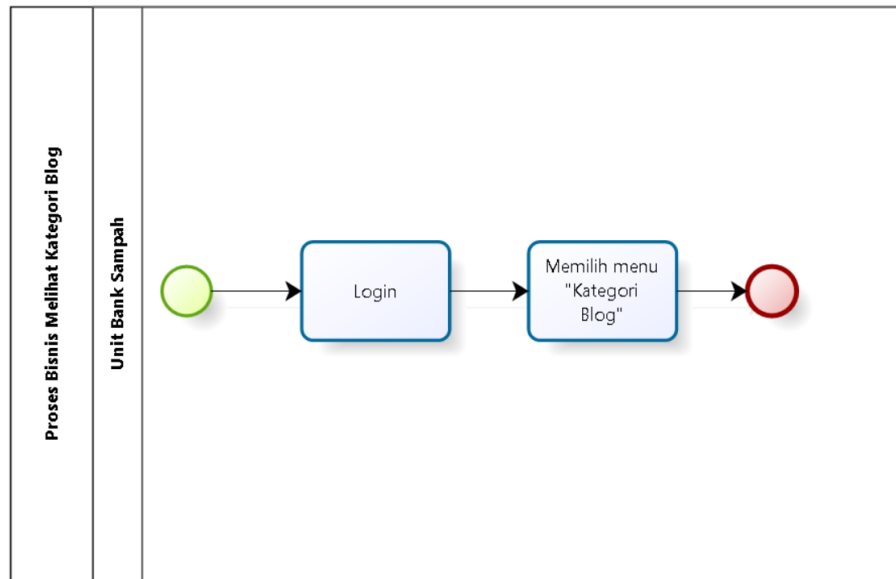 Proses Bisnis Melihat Kategori Blog
Unit Bank Sampah
Login
Memilih menu
"Kategori
Blog"